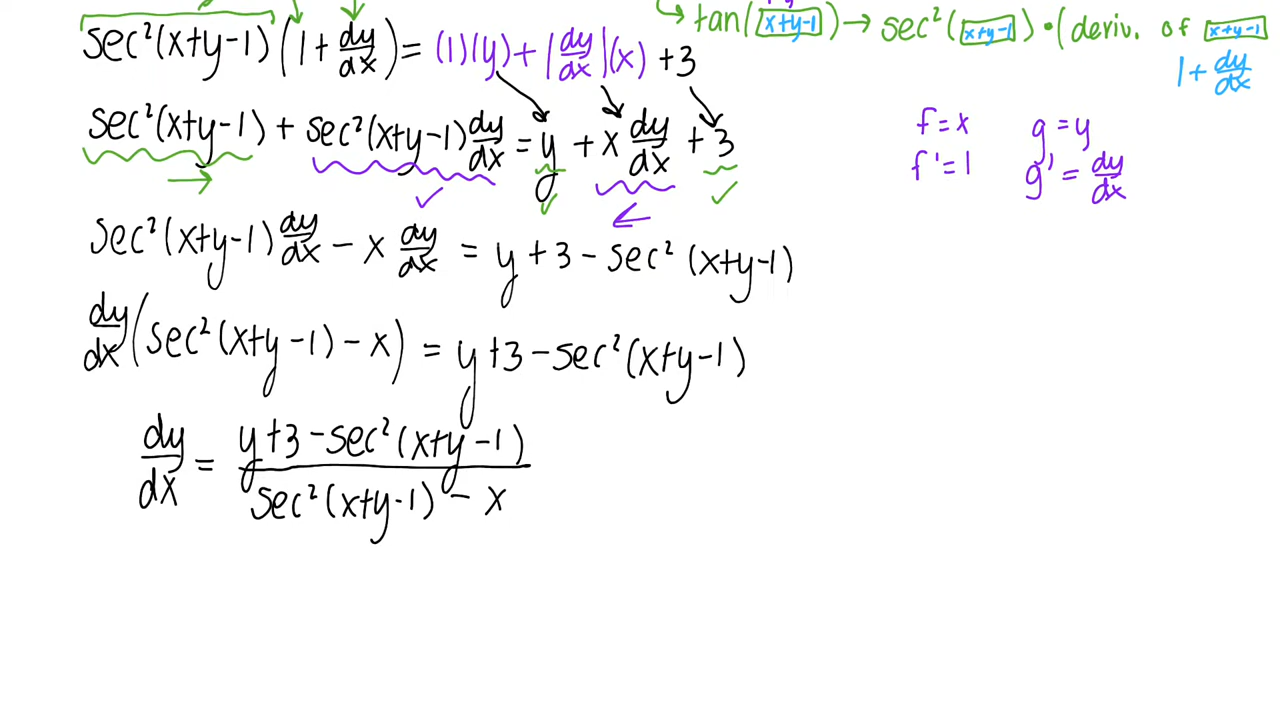 ↳ tan(x+y-1) → sec²(x+y-1) • (deriv. of x+y-1
1 + dy/dx
sec²(x+y-1)(1 + dy/dx) = (1)(y) + |dy/dx|(x) + 3
sec²(x+y-1) + sec²(x+y-1) dy/dx = y + x dy/dx + 3
f = x g = y
f' = 1 g' = dy/dx
sec²(x+y-1) dy/dx - x dy/dx = y + 3 - sec²(x+y-1)
dy/dx (sec²(x+y-1) - x) = y + 3 - sec²(x+y-1)
dy/dx = y+3-sec²(x+y-1) / sec²(x+y-1) - x